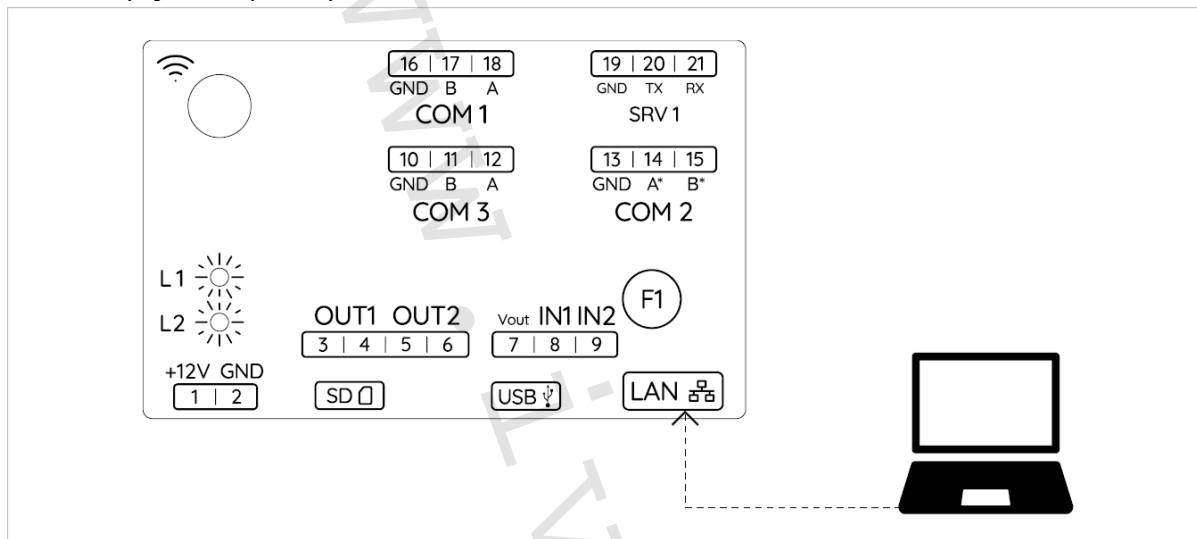 16 | 17 | 18
GND B A
COM 1
19 | 20 | 21
GND TX RX
SRV 1
10 | 11 | 12
GND B A
COM 3
13 | 14 | 15
GND A* B*
COM 2
L1
L2
F1
OUT1 OUT2
3 | 4 | 5 | 6
Vout IN1 IN2
7 | 8 | 9
+12V GND
1 | 2
SD
USB
LAN